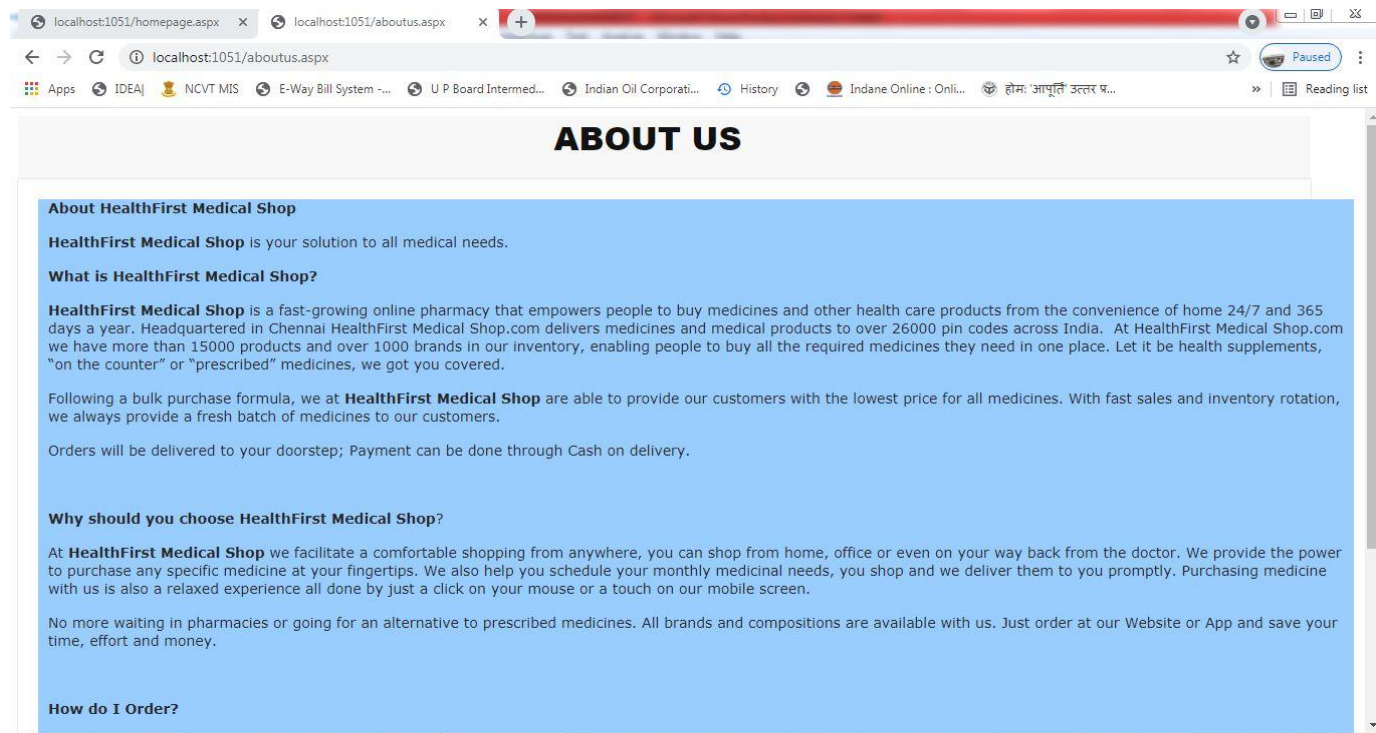 localhost:1051/homepage.aspx localhost:1051/aboutus.aspx
localhost:1051/aboutus.aspx Paused
Apps IDEA| NCVT MIS E-Way Bill System -... U P Board Intermed... Indian Oil Corporati... History Indane Online : Onli... होमः 'आपूर्ति' उत्तर प्र... » Reading list
ABOUT US
About HealthFirst Medical Shop
HealthFirst Medical Shop is your solution to all medical needs.
What is HealthFirst Medical Shop?
HealthFirst Medical Shop is a fast-growing online pharmacy that empowers people to buy medicines and other health care products from the convenience of home 24/7 and 365
days a year. Headquartered in Chennai HealthFirst Medical Shop.com delivers medicines and medical products to over 26000 pin codes across India. At HealthFirst Medical Shop.com
we have more than 15000 products and over 1000 brands in our inventory, enabling people to buy all the required medicines they need in one place. Let it be health supplements,
“on the counter” or “prescribed” medicines, we got you covered.
Following a bulk purchase formula, we at HealthFirst Medical Shop are able to provide our customers with the lowest price for all medicines. With fast sales and inventory rotation,
we always provide a fresh batch of medicines to our customers.
Orders will be delivered to your doorstep; Payment can be done through Cash on delivery.
Why should you choose HealthFirst Medical Shop?
At HealthFirst Medical Shop we facilitate a comfortable shopping from anywhere, you can shop from home, office or even on your way back from the doctor. We provide the power
to purchase any specific medicine at your fingertips. We also help you schedule your monthly medicinal needs, you shop and we deliver them to you promptly. Purchasing medicine
with us is also a relaxed experience all done by just a click on your mouse or a touch on our mobile screen.
No more waiting in pharmacies or going for an alternative to prescribed medicines. All brands and compositions are available with us. Just order at our Website or App and save your
time, effort and money.
How do I Order?